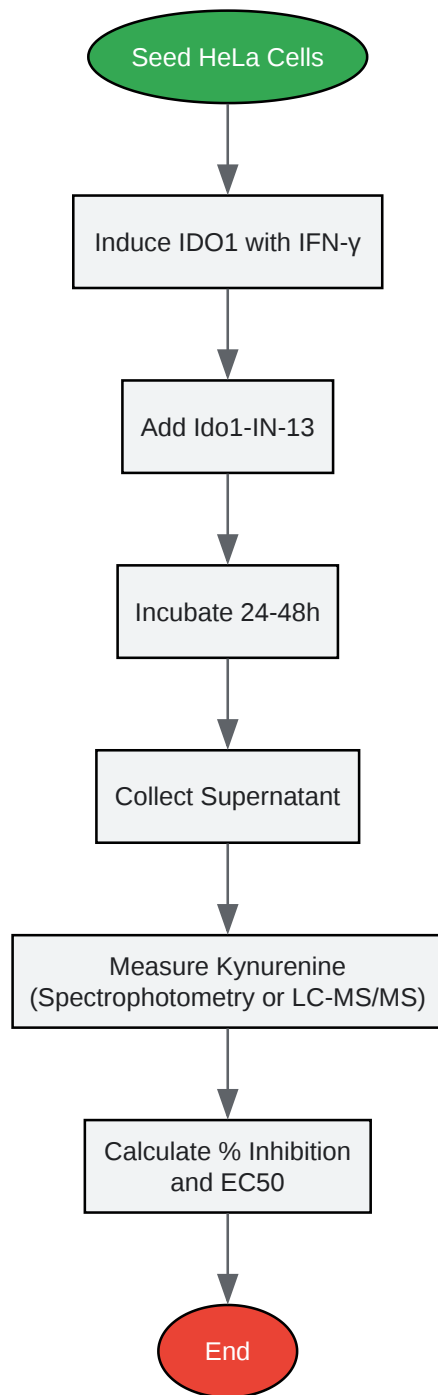 Seed HeLa Cells
Induce IDO1 with IFN-γ
Add Ido1-IN-13
Incubate 24-48h
Collect Supernatant
Measure Kynurenine
(Spectrophotometry or LC-MS/MS)
Calculate % Inhibition
and EC50
End